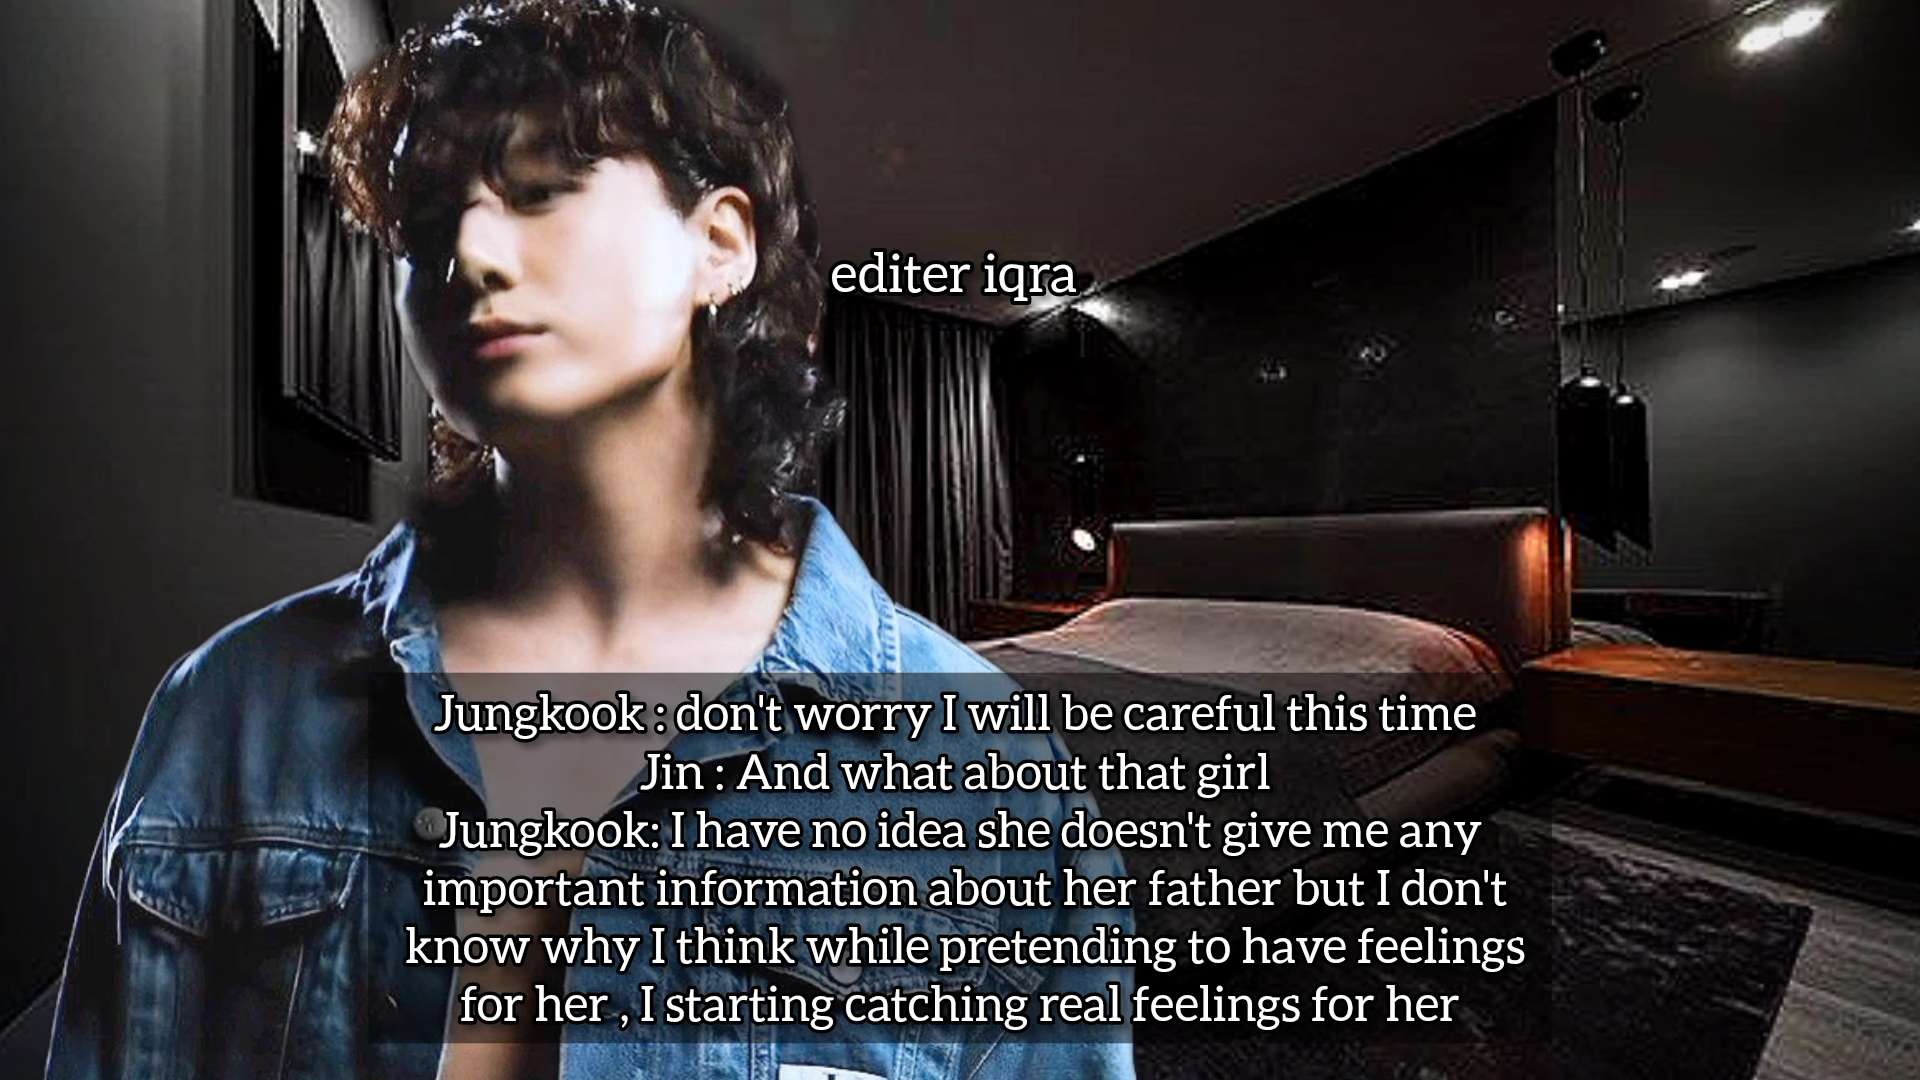 editer iqra
Jungkook : don't worry I will be careful this time
Jin : And what about that girl
Jungkook: I have no idea she doesn't give me any
important information about her father but I don't
know why I think while pretending to have feelings
for her , I starting catching real feelings for her